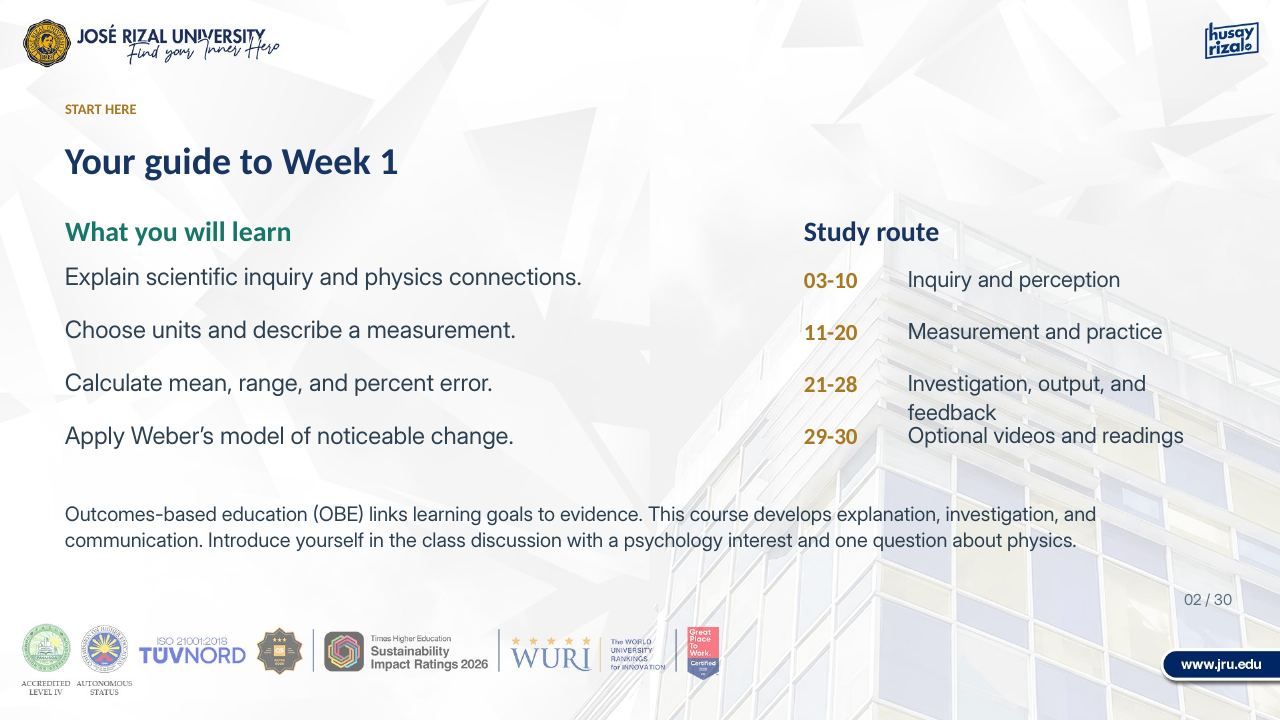 JOSÉ RIZAL UNIVERSITY
Find your Inner Hero
husay
rizal
START HERE
Your guide to Week 1
What you will learn
Explain scientific inquiry and physics connections.
Choose units and describe a measurement.
Calculate mean, range, and percent error.
Apply Weber’s model of noticeable change.
Study route
03-10 Inquiry and perception
11-20 Measurement and practice
21-28 Investigation, output, and
feedback
29-30 Optional videos and readings
Outcomes-based education (OBE) links learning goals to evidence. This course develops explanation, investigation, and
communication. Introduce yourself in the class discussion with a psychology interest and one question about physics.
02 / 30
ACCREDITED
LEVEL IV
AUTONOMOUS
STATUS
ISO 21001:2018
TÜVNORD
Times Higher Education
Sustainability
Impact Ratings 2026
WURI
The WORLD
UNIVERSITY
RANKINGS
for INNOVATION
Great
Place
To
Work.
Certified
www.jru.edu